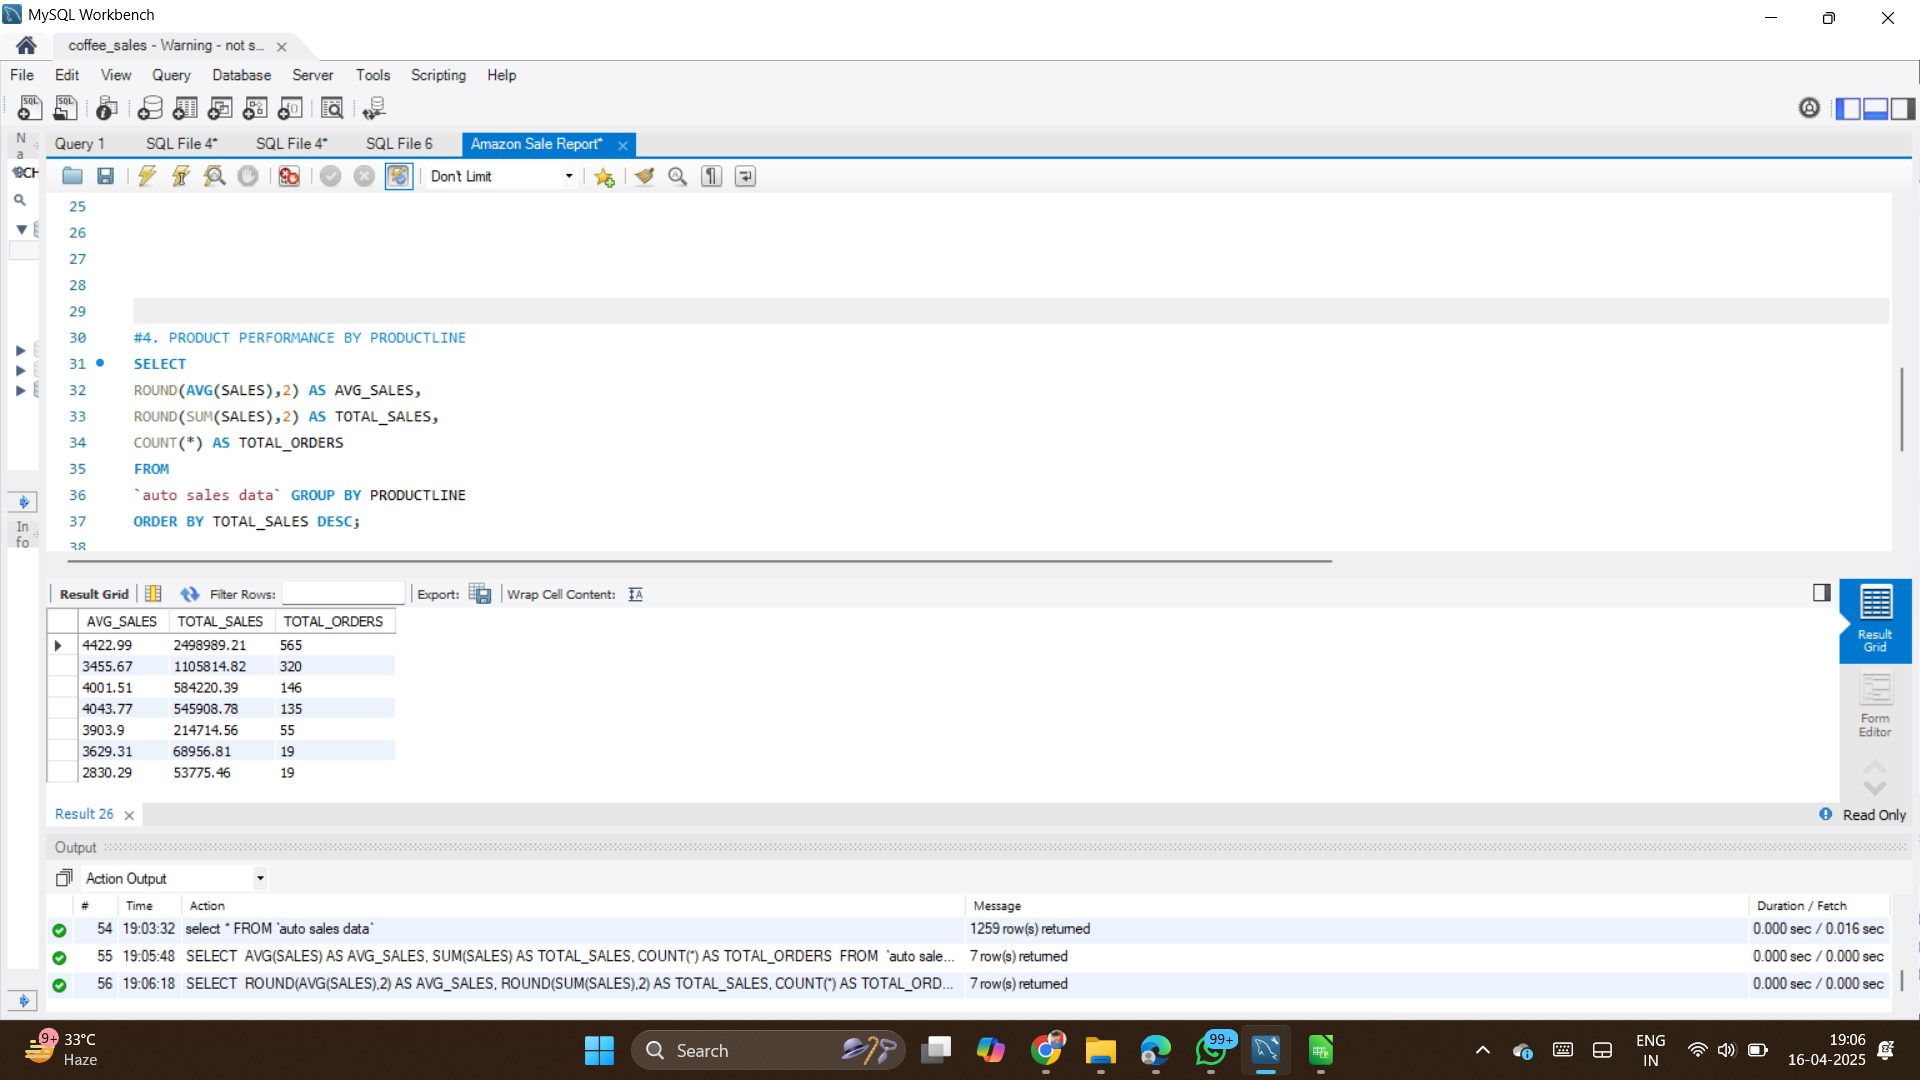 MySQL Workbench
coffee_sales - Warning - not s...
File Edit View Query Database Server Tools Scripting Help
Query 1 SQL File 4* SQL File 4* SQL File 6 Amazon Sale Report*
Don't Limit
25
26
27
28
29
30 #4. PRODUCT PERFORMANCE BY PRODUCTLINE
31 SELECT
32 ROUND(AVG(SALES),2) AS AVG_SALES,
33 ROUND(SUM(SALES),2) AS TOTAL_SALES,
34 COUNT(*) AS TOTAL_ORDERS
35 FROM
36 `auto sales data` GROUP BY PRODUCTLINE
37 ORDER BY TOTAL_SALES DESC;
38
Na
SCH
Info
Result Grid Filter Rows: Export: Wrap Cell Content:
AVG_SALES TOTAL_SALES TOTAL_ORDERS
4422.99 2498989.21 565
3455.67 1105814.82 320
4001.51 584220.39 146
4043.77 545908.78 135
3903.9 214714.56 55
3629.31 68956.81 19
2830.29 53775.46 19
Result Grid
Form Editor
Result 26
Read Only
Output
Action Output
# Time Action Message Duration / Fetch
54 19:03:32 select * FROM `auto sales data` 1259 row(s) returned 0.000 sec / 0.016 sec
55 19:05:48 SELECT AVG(SALES) AS AVG_SALES, SUM(SALES) AS TOTAL_SALES, COUNT(*) AS TOTAL_ORDERS FROM `auto sale... 7 row(s) returned 0.000 sec / 0.000 sec
56 19:06:18 SELECT ROUND(AVG(SALES),2) AS AVG_SALES, ROUND(SUM(SALES),2) AS TOTAL_SALES, COUNT(*) AS TOTAL_ORD... 7 row(s) returned 0.000 sec / 0.000 sec
9+
33°C
Haze
Search
99+
ENG
IN
19:06
16-04-2025